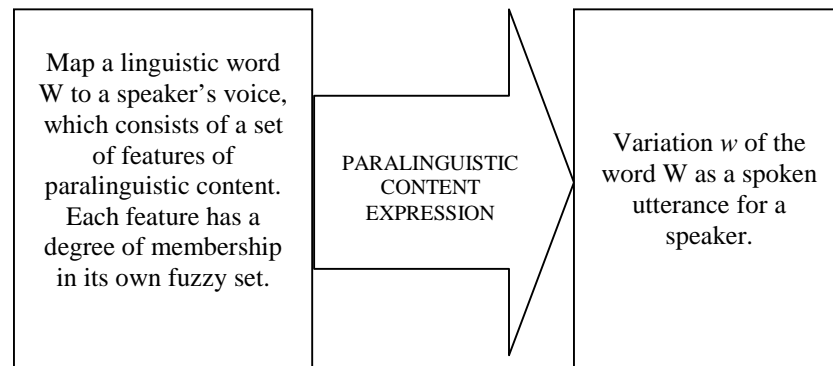 Map a linguistic word
W to a speaker’s voice,
which consists of a set
of features of
paralinguistic content.
Each feature has a
degree of membership
in its own fuzzy set.
PARALINGUISTIC
CONTENT
EXPRESSION
Variation w of the
word W as a spoken
utterance for a
speaker.